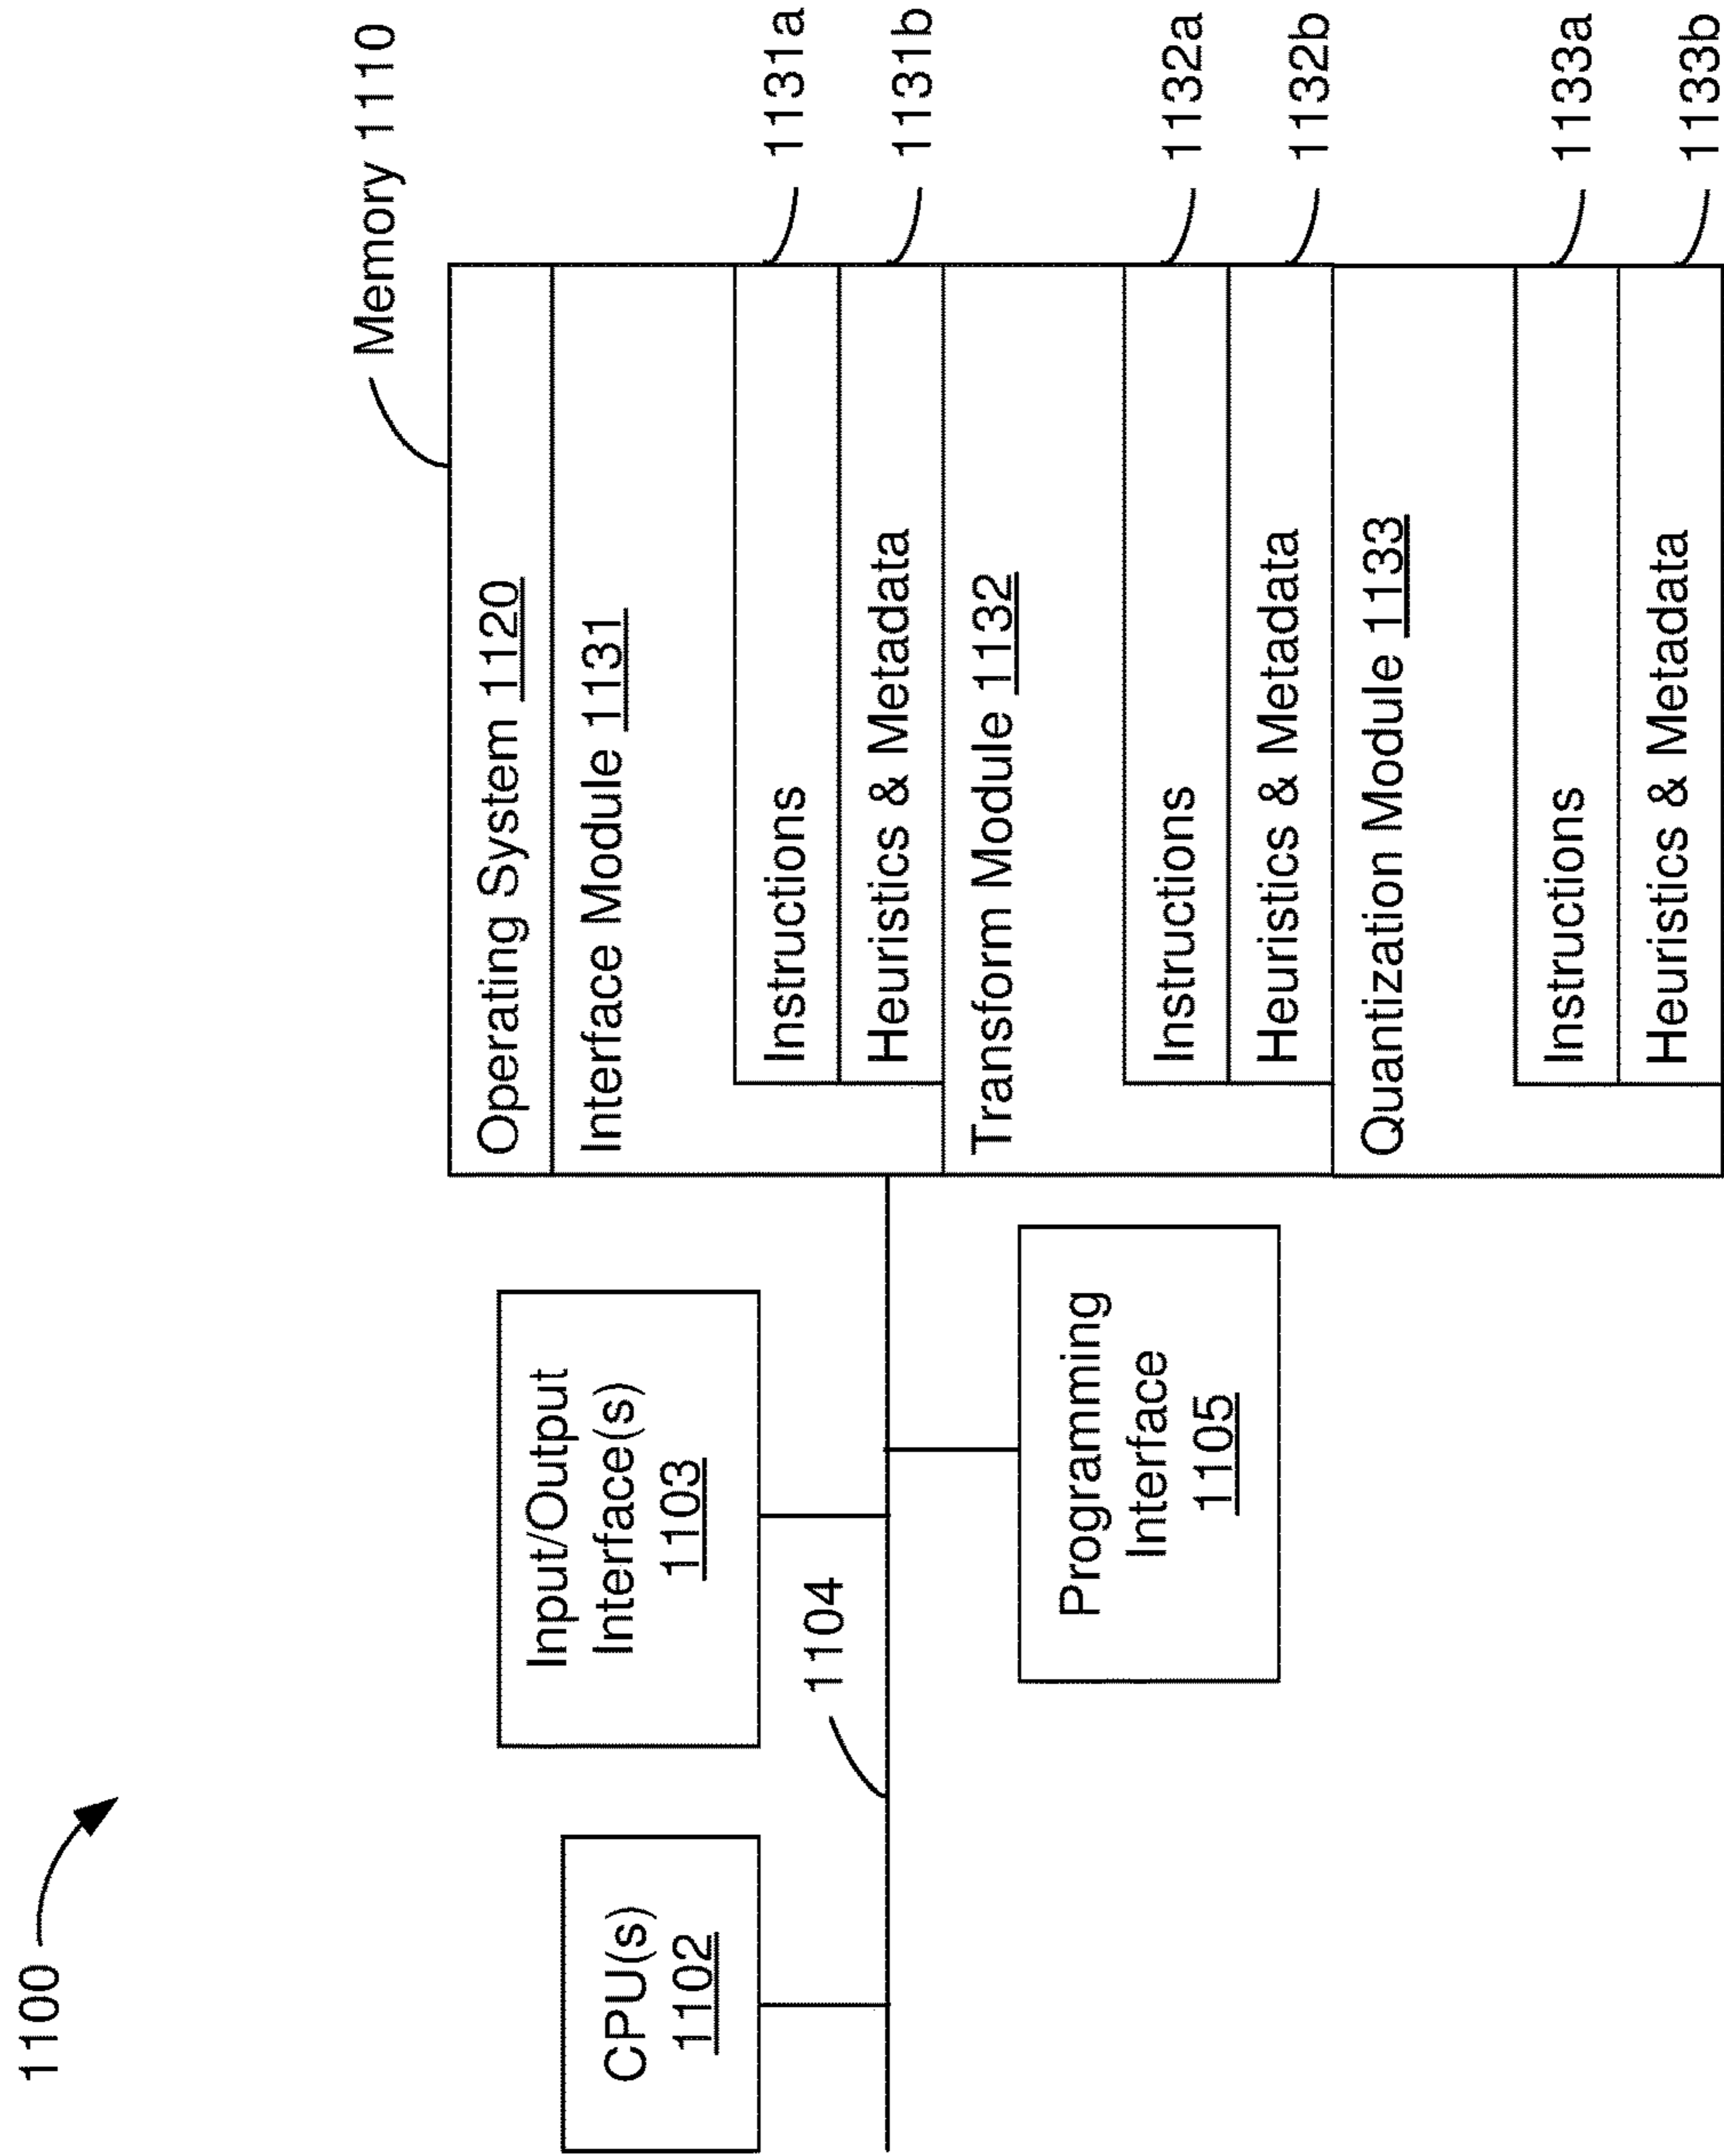 1100
CPU(s)
1102
Input/Output
Interface(s)
1103
1104
Programming
Interface
1105
Memory 1110
Operating System 1120
Interface Module 1131
Instructions
1131a
Heuristics & Metadata
1131b
Transform Module 1132
Instructions
1132a
Heuristics & Metadata
1132b
Quantization Module 1133
Instructions
1133a
Heuristics & Metadata
1133b